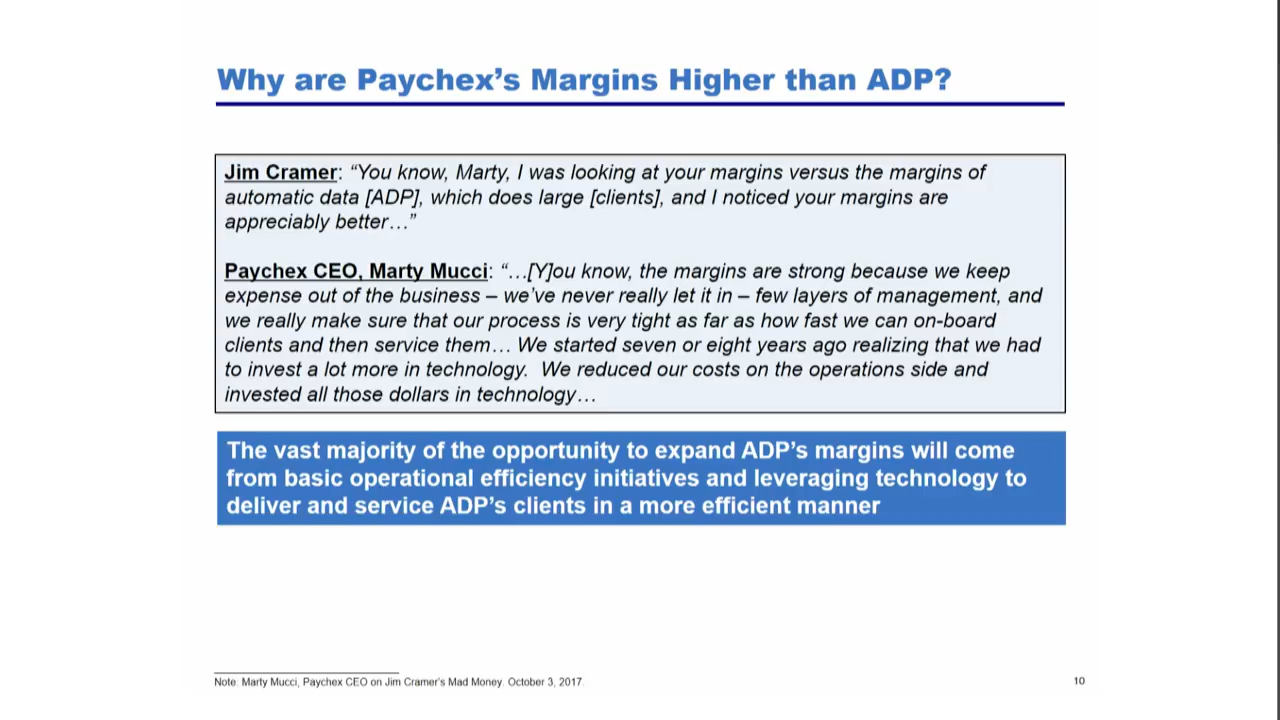 Why are Paychex’s Margins Higher than ADP?
Jim Cramer: “You know, Marty, I was looking at your margins versus the margins of
automatic data [ADP], which does large [clients], and I noticed your margins are
appreciably better…”
Paychex CEO, Marty Mucci: “…[Y]ou know, the margins are strong because we keep
expense out of the business – we’ve never really let it in – few layers of management, and
we really make sure that our process is very tight as far as how fast we can on-board
clients and then service them… We started seven or eight years ago realizing that we had
to invest a lot more in technology.  We reduced our costs on the operations side and
invested all those dollars in technology…
The vast majority of the opportunity to expand ADP’s margins will come
from basic operational efficiency initiatives and leveraging technology to
deliver and service ADP’s clients in a more efficient manner
Note: Marty Mucci, Paychex CEO on Jim Cramer’s Mad Money. October 3, 2017.
10